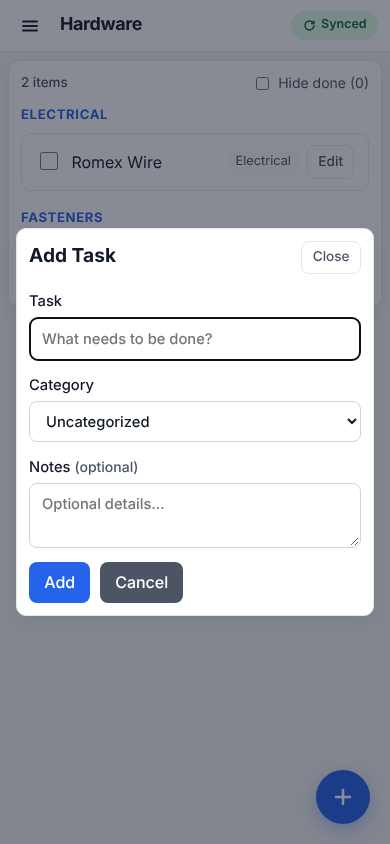 Hardware
Synced
2 items
Hide done (0)
ELECTRICAL
Romex Wire
Electrical
Edit
FASTENERS
Add Task
Close
Task
What needs to be done?
Category
Uncategorized
Notes (optional)
Optional details...
Add
Cancel